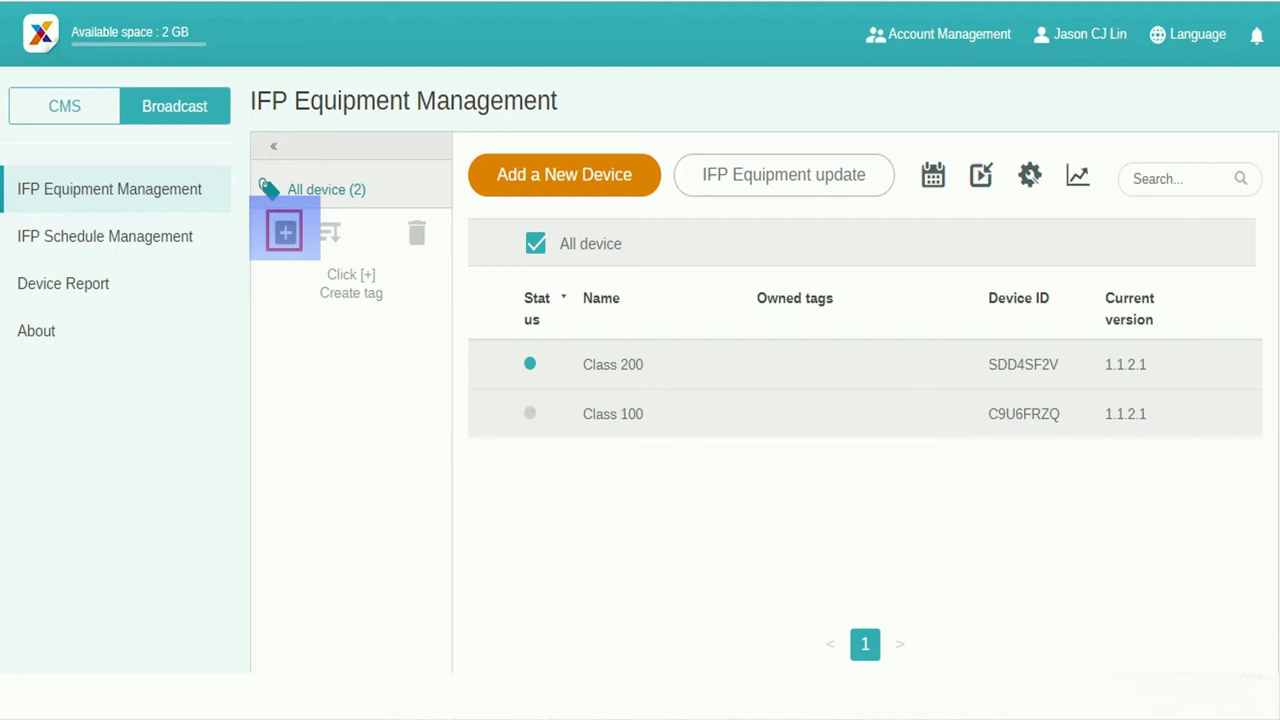 Available space : 2 GB
Account Management
Jason CJ Lin
Language
CMS
Broadcast
IFP Equipment Management
IFP Schedule Management
Device Report
About
IFP Equipment Management
«
All device (2)
Click [+]
Create tag
Add a New Device
IFP Equipment update
Search...
All device
Stat
us
Name
Owned tags
Device ID
Current
version
Class 200
SDD4SF2V
1.1.2.1
Class 100
C9U6FRZQ
1.1.2.1
< 1 >